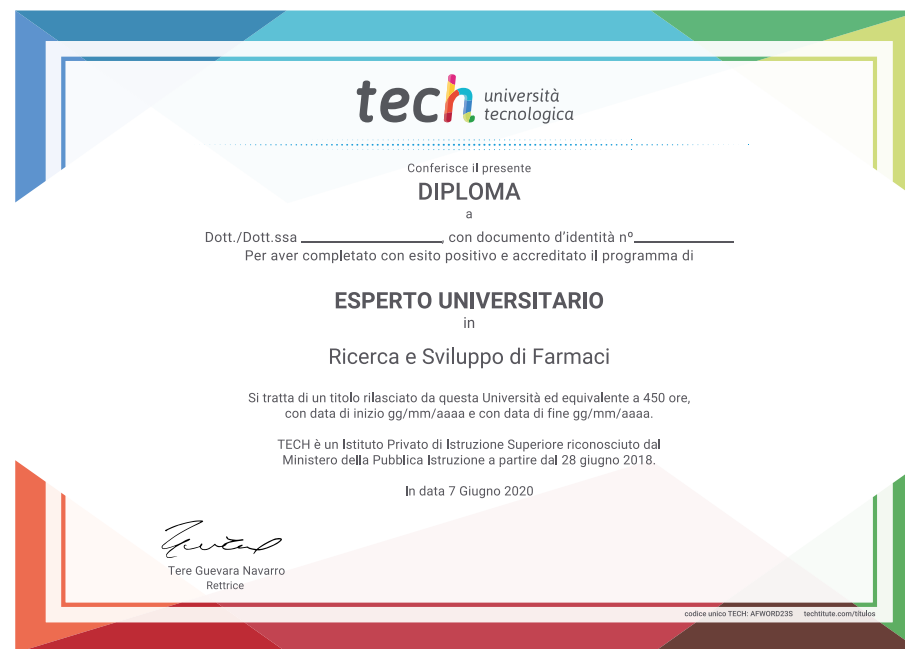 tech università
tecnologica
Conferisce il presente
DIPLOMA
a
Dott./Dott.ssa ____________________, con documento d'identità nº______________
Per aver completato con esito positivo e accreditato il programma di
ESPERTO UNIVERSITARIO
in
Ricerca e Sviluppo di Farmaci
Si tratta di un titolo rilasciato da questa Università ed equivalente a 450 ore,
con data di inizio gg/mm/aaaa e con data di fine gg/mm/aaaa.
TECH è un Istituto Privato di Istruzione Superiore riconosciuto dal
Ministero della Pubblica Istruzione a partire dal 28 giugno 2018.
In data 7 Giugno 2020
Tere Guevara Navarro
Rettrice
codice unico TECH: AFWORD23S techtitute.com/titulos